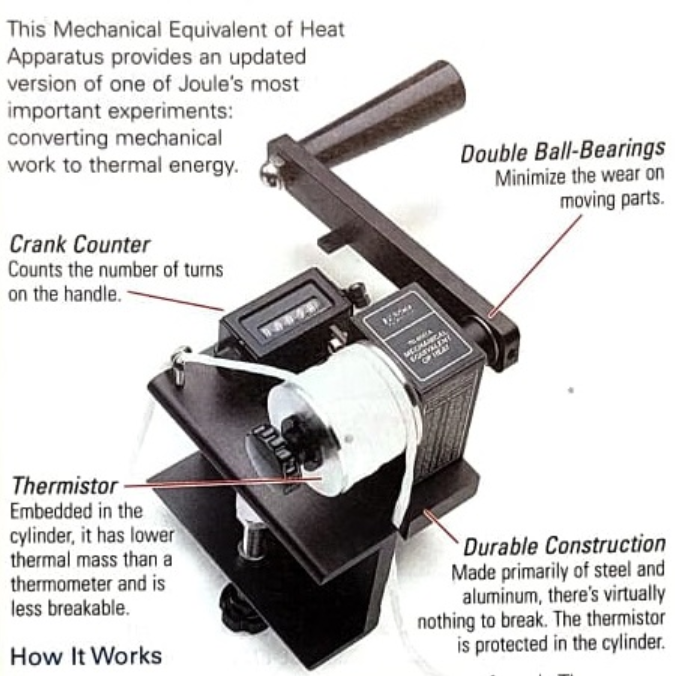 This Mechanical Equivalent of Heat
Apparatus provides an updated
version of one of Joule's most
important experiments:
converting mechanical
work to thermal energy.
Double Ball-Bearings
Minimize the wear on
moving parts.
Crank Counter
Counts the number of turns
on the handle.
MECHANICAL
EQUIVALENT
OF HEAT
Thermistor
Embedded in the
cylinder, it has lower
thermal mass than a
thermometer and is
less breakable.
Durable Construction
Made primarily of steel and
aluminum, there's virtually
nothing to break. The thermistor
is protected in the cylinder.
How It Works